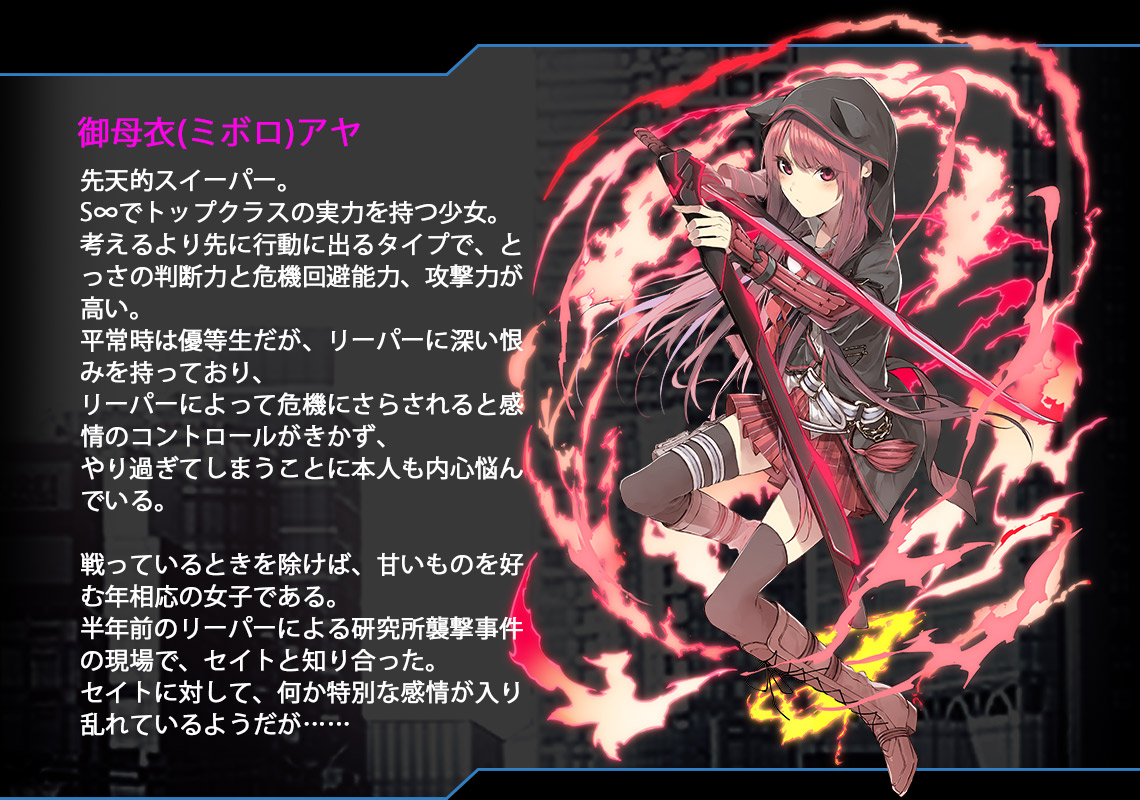 御母衣(ミボロ)アヤ
先天的スイーパー。
S∞でトップクラスの実力を持つ少女。
考えるより先に行動に出るタイプで、と
っさの判断力と危機回避能力、攻撃力が
高い。
平常時は優等生だが、リーパーに深い恨
みを持っており、
リーパーによって危機にさらされると感
情のコントロールがきかず、
やり過ぎてしまうことに本人も内心悩ん
でいる。
戦っているときを除けば、甘いものを好
む年相応の女子である。
半年前のリーパーによる研究所襲撃事件
の現場で、セイトと知り合った。
セイトに対して、何か特別な感情が入り
乱れているようだが……